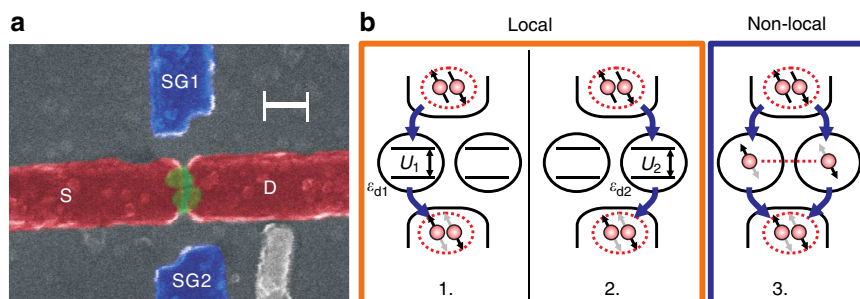 a
SG1
S
D
SG2
b
Local
Non-local
U1
εd1
U2
εd2
1.
2.
3.